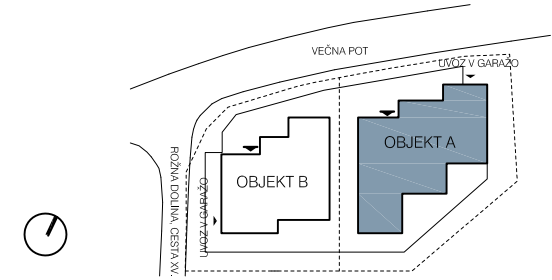 VEČNA POT
UVOZ V GARAŽO
OBJEKT A
OBJEKT B
ROŽNA DOLINA, CESTA XV.
UVOZ V GARAŽO